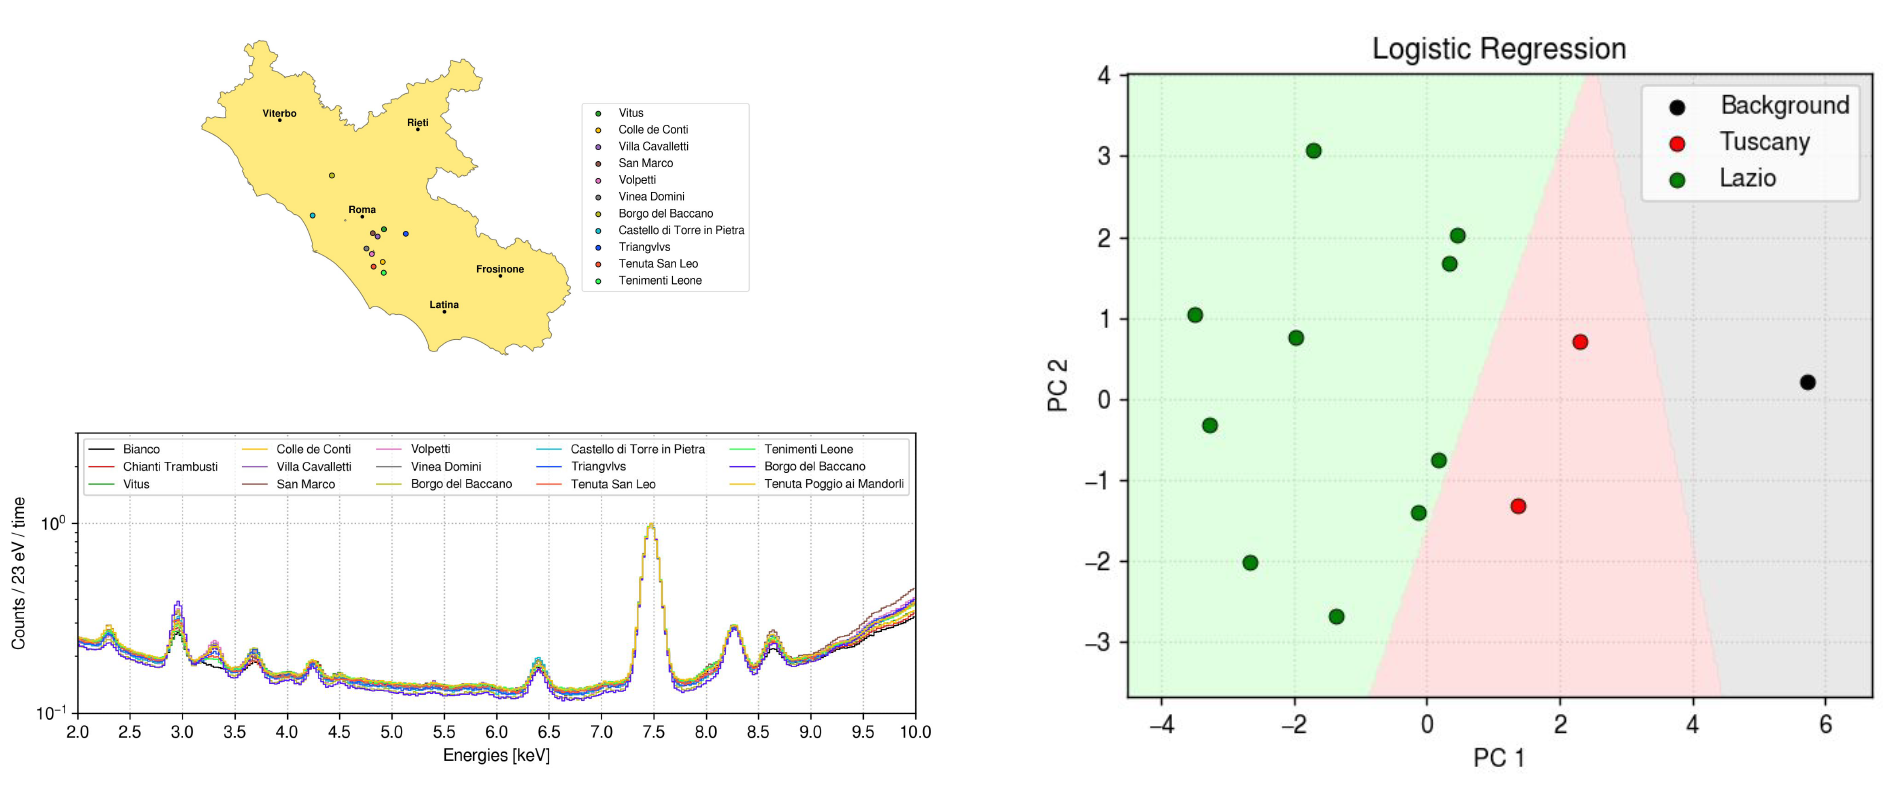 Viterbo
Rieti
Roma
Frosinone
Latina
Vitus
Colle de Conti
Villa Cavalletti
San Marco
Volpetti
Vinea Domini
Borgo del Baccano
Castello di Torre in Pietra
Triangvlvs
Tenuta San Leo
Tenimenti Leone
Bianco
Chianti Trambusti
Vitus
Colle de Conti
Villa Cavalletti
San Marco
Volpetti
Vinea Domini
Borgo del Baccano
Castello di Torre in Pietra
Triangvlvs
Tenuta San Leo
Tenimenti Leone
Borgo del Baccano
Tenuta Poggio ai Mandorli
Counts / 23 eV / time
10⁰
10⁻¹
2.0 2.5 3.0 3.5 4.0 4.5 5.0 5.5 6.0 6.5 7.0 7.5 8.0 8.5 9.0 9.5 10.0
Energies [keV]
Logistic Regression
Background
Tuscany
Lazio
PC 2
4
3
2
1
0
−1
−2
−3
−4 −2 0 2 4 6
PC 1